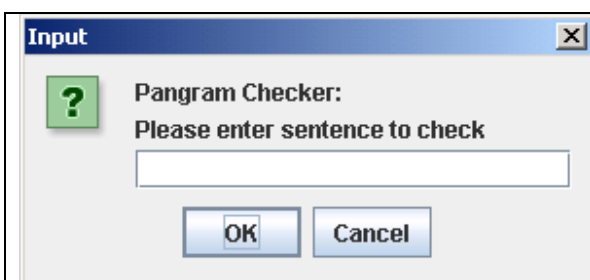 Input
Pangram Checker:
Please enter sentence to check
OK Cancel